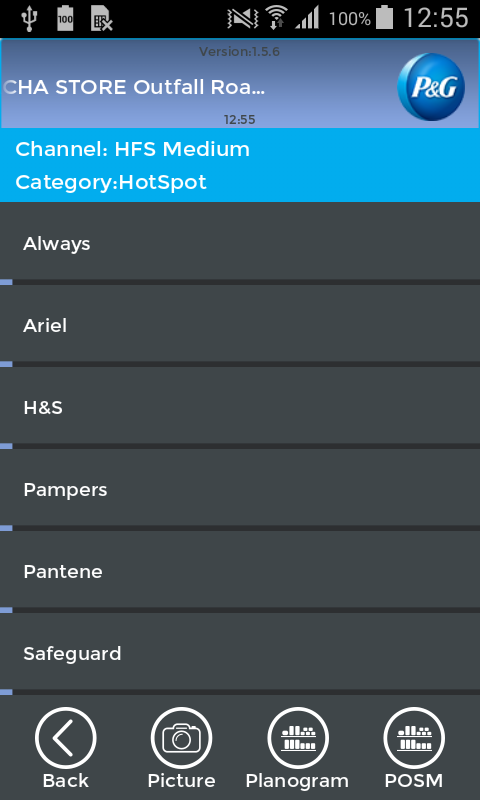 100
100%
12:55
Version:1.5.6
CHA STORE Outfall Roa...
P&G
12:55
Channel: HFS Medium
Category:HotSpot
Always
Ariel
H&S
Pampers
Pantene
Safeguard
Back
Picture
Planogram
POSM